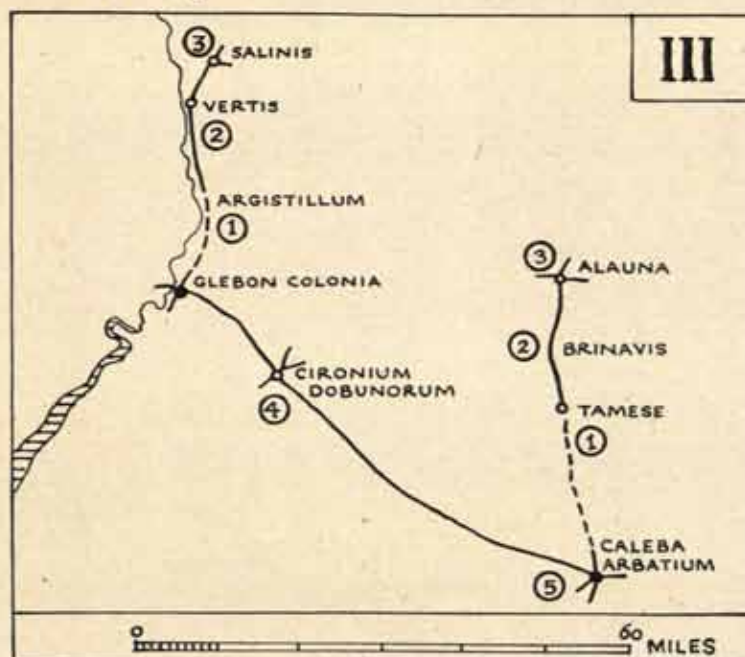 III
③ SALINIS
VERTIS
②
ARGISTILLUM
①
GLEBON COLONIA
③ ALAUNA
② BRINAVIS
CIRONIUM
DOBUNORUM
④
TAMESE
①
CALEBA
ARBATIUM
⑤
0 60 MILES